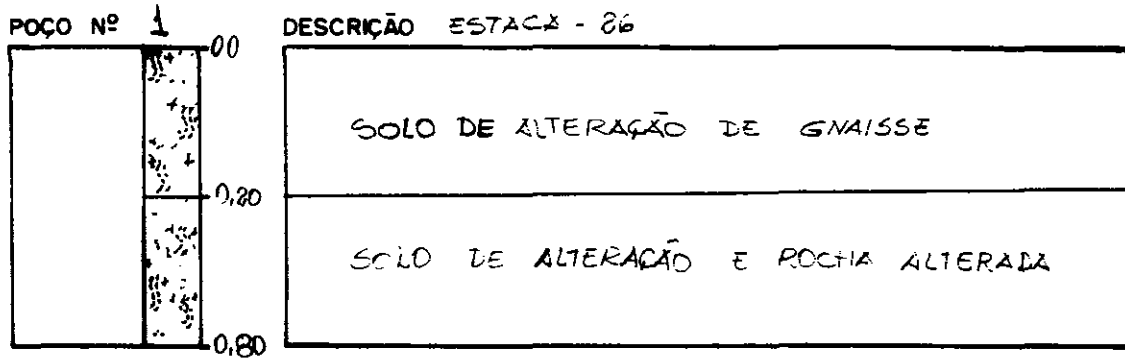 POÇO Nº 1 DESCRIÇÃO ESTACA - 26
00
SOLO DE ALTERAÇÃO DE GNAISSE
0,20
SOLO DE ALTERAÇÃO E ROCHA ALTERADA
0,80